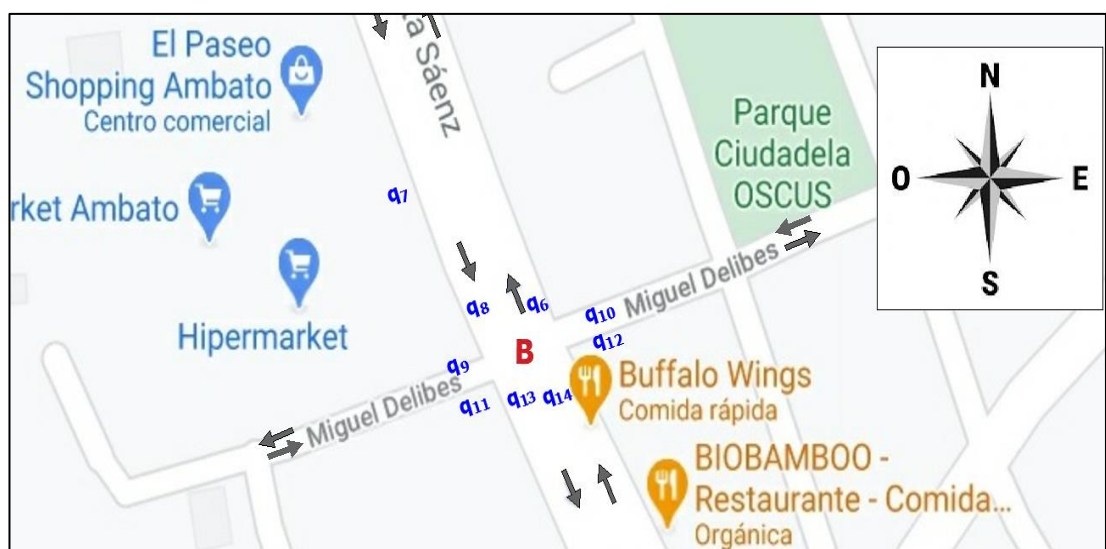 El Paseo
Shopping Ambato
Centro comercial
a Sáenz
Parque
Ciudadela
OSCUS
N
O
E
S
q7
rket Ambato
Hipermarket
q8
q6
q10
Miguel Delibes
q12
B
q9
q11
q13
q14
Miguel Delibes
Buffalo Wings
Comida rápida
BIOBAMBOO -
Restaurante - Comida...
Orgánica